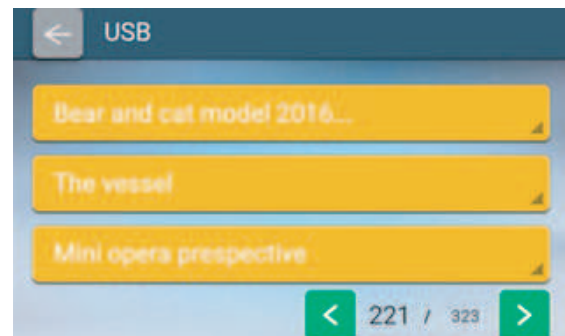 USB
Bear and cat model 2016...
The vessel
Mini opera prespective
221 / 323